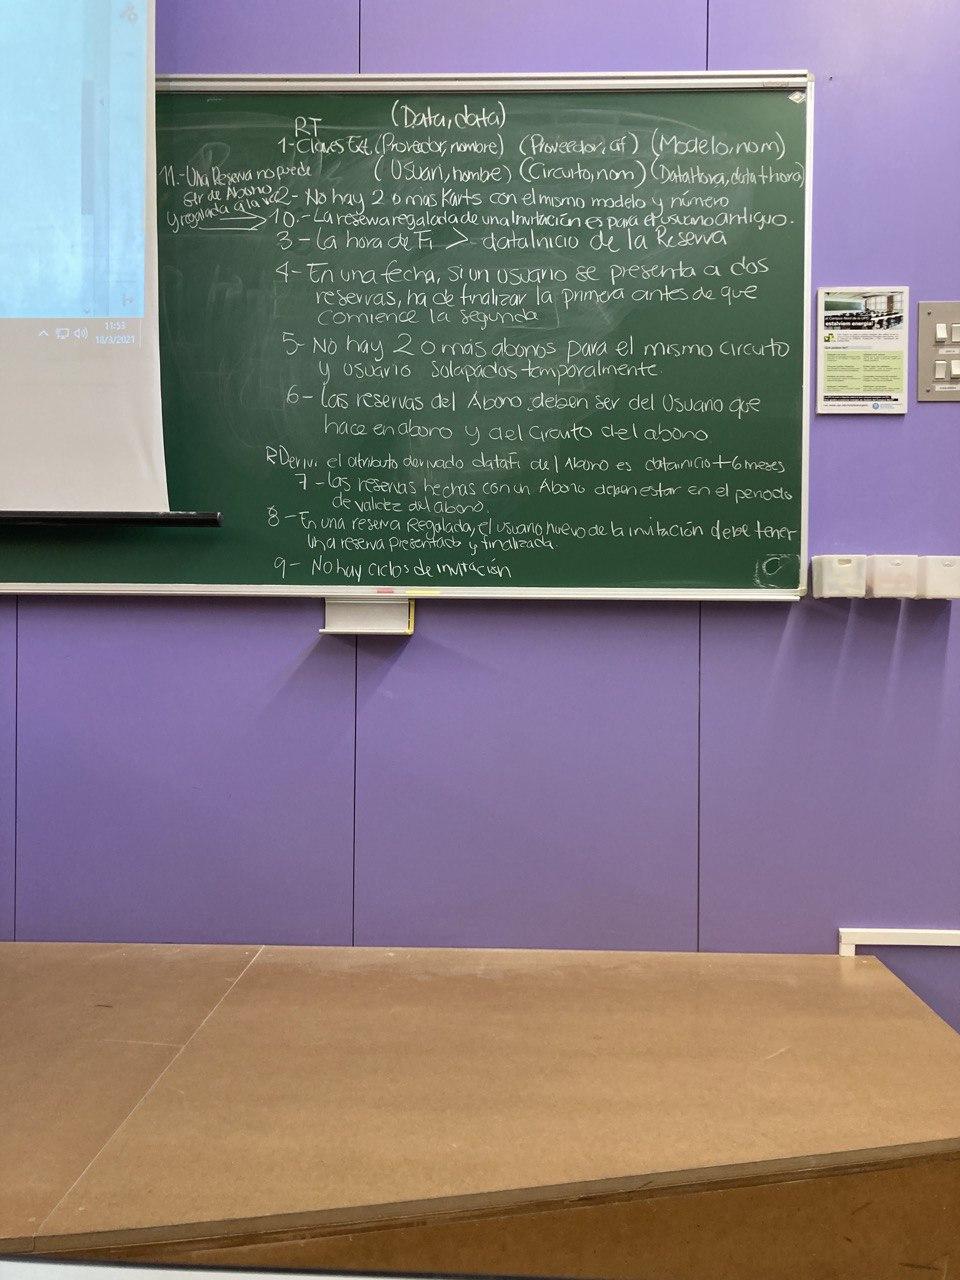 RT (Data, data)
1- Claves Ext. (Proveedor, nombre) (Proveedor, cif) (Modelo, nom)
(Usuari, nombre) (Circuito, nom) (DataHora, data+hora)
11.- Una Reserva no puede
ser de Abono
y regalada a la vez
2- No hay 2 o más Karts con el mismo modelo y número
10.- La reserva regalada de una Invitación es para el usuario antiguo.
3- La hora de Fi > dataInicio de la Reserva
4- En una fecha, si un usuario se presenta a dos
reservas, ha de finalizar la primera antes de que
comience la segunda
5- No hay 2 o más abonos para el mismo circuito
y usuario solapados temporalmente.
6- Las reservas del Abono deben ser del Usuario que
hace en abono y del circuito del abono
RDeriv: el atributo derivado dataFi del Abono es datainicio+6 meses
7- Las reservas hechas con un Abono deben estar en el periodo
de validez del abono.
8- En una reserva Regalada, el usuario nuevo de la invitación debe tener
una reserva presentado y finalizada.
9- No hay ciclos de invitación
11:53
18/3/2021
estalviem energia!